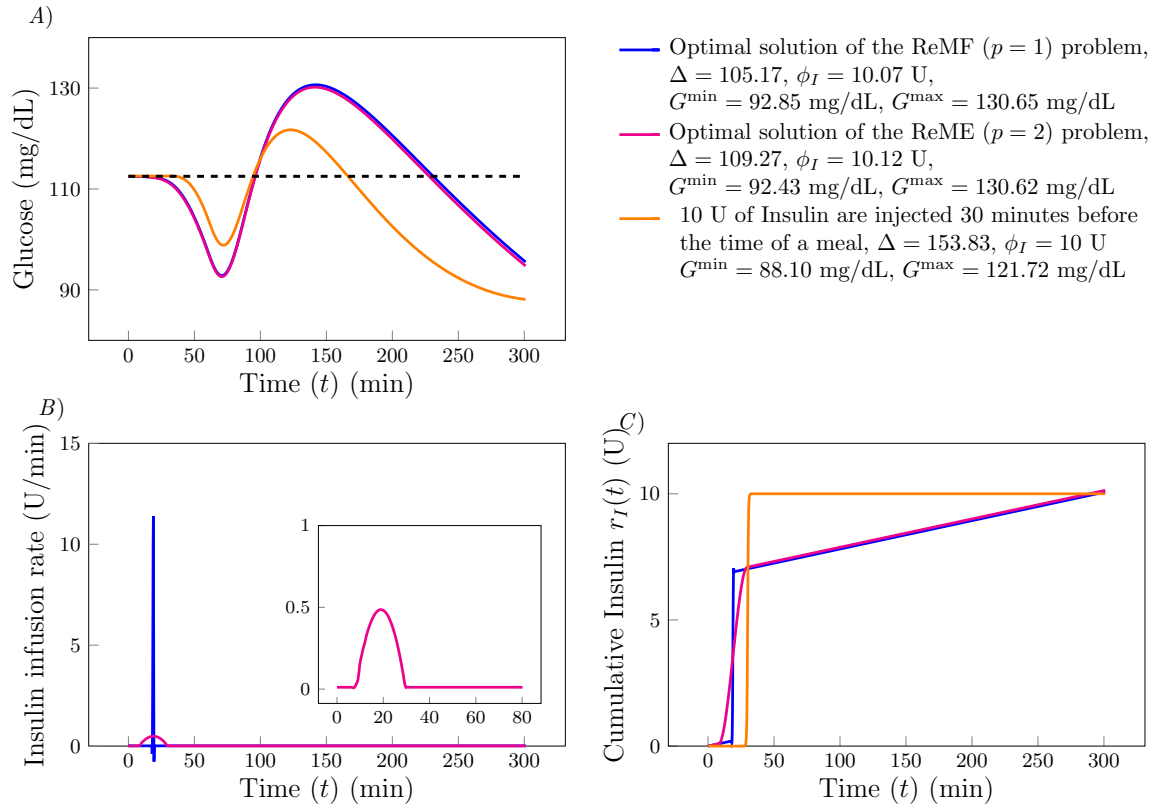 A)
130
110
90
0
50
100
150
200
250
300
Time (t) (min)
Glucose (mg/dL)
Optimal solution of the ReMF (p = 1) problem,
Δ = 105.17, ϕ_I = 10.07 U,
G^min = 92.85 mg/dL, G^max = 130.65 mg/dL
Optimal solution of the ReME (p = 2) problem,
Δ = 109.27, ϕ_I = 10.12 U,
G^min = 92.43 mg/dL, G^max = 130.62 mg/dL
10 U of Insulin are injected 30 minutes before
the time of a meal, Δ = 153.83, ϕ_I = 10 U
G^min = 88.10 mg/dL, G^max = 121.72 mg/dL
B)
15
10
5
0
0
50
100
150
200
250
300
Time (t) (min)
Insulin infusion rate (U/min)
1
0.5
0
0
20
40
60
80
C)
10
5
0
0
50
100
150
200
250
300
Time (t) (min)
Cumulative Insulin r_I(t) (U)